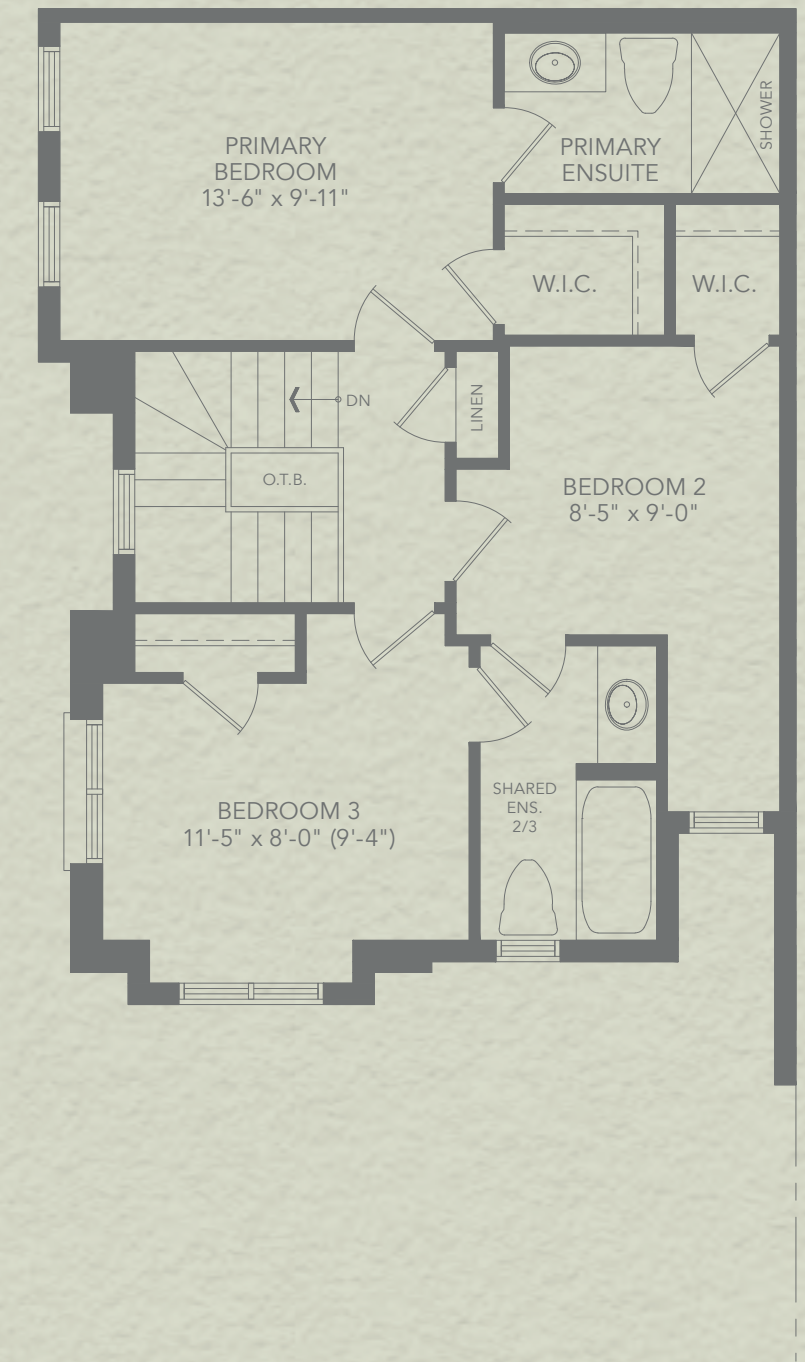 PRIMARY
BEDROOM
13'-6" x 9'-11"
PRIMARY
ENSUITE
SHOWER
W.I.C.
W.I.C.
DN
LINEN
O.T.B.
BEDROOM 2
8'-5" x 9'-0"
SHARED
ENS.
2/3
BEDROOM 3
11'-5" x 8'-0" (9'-4")